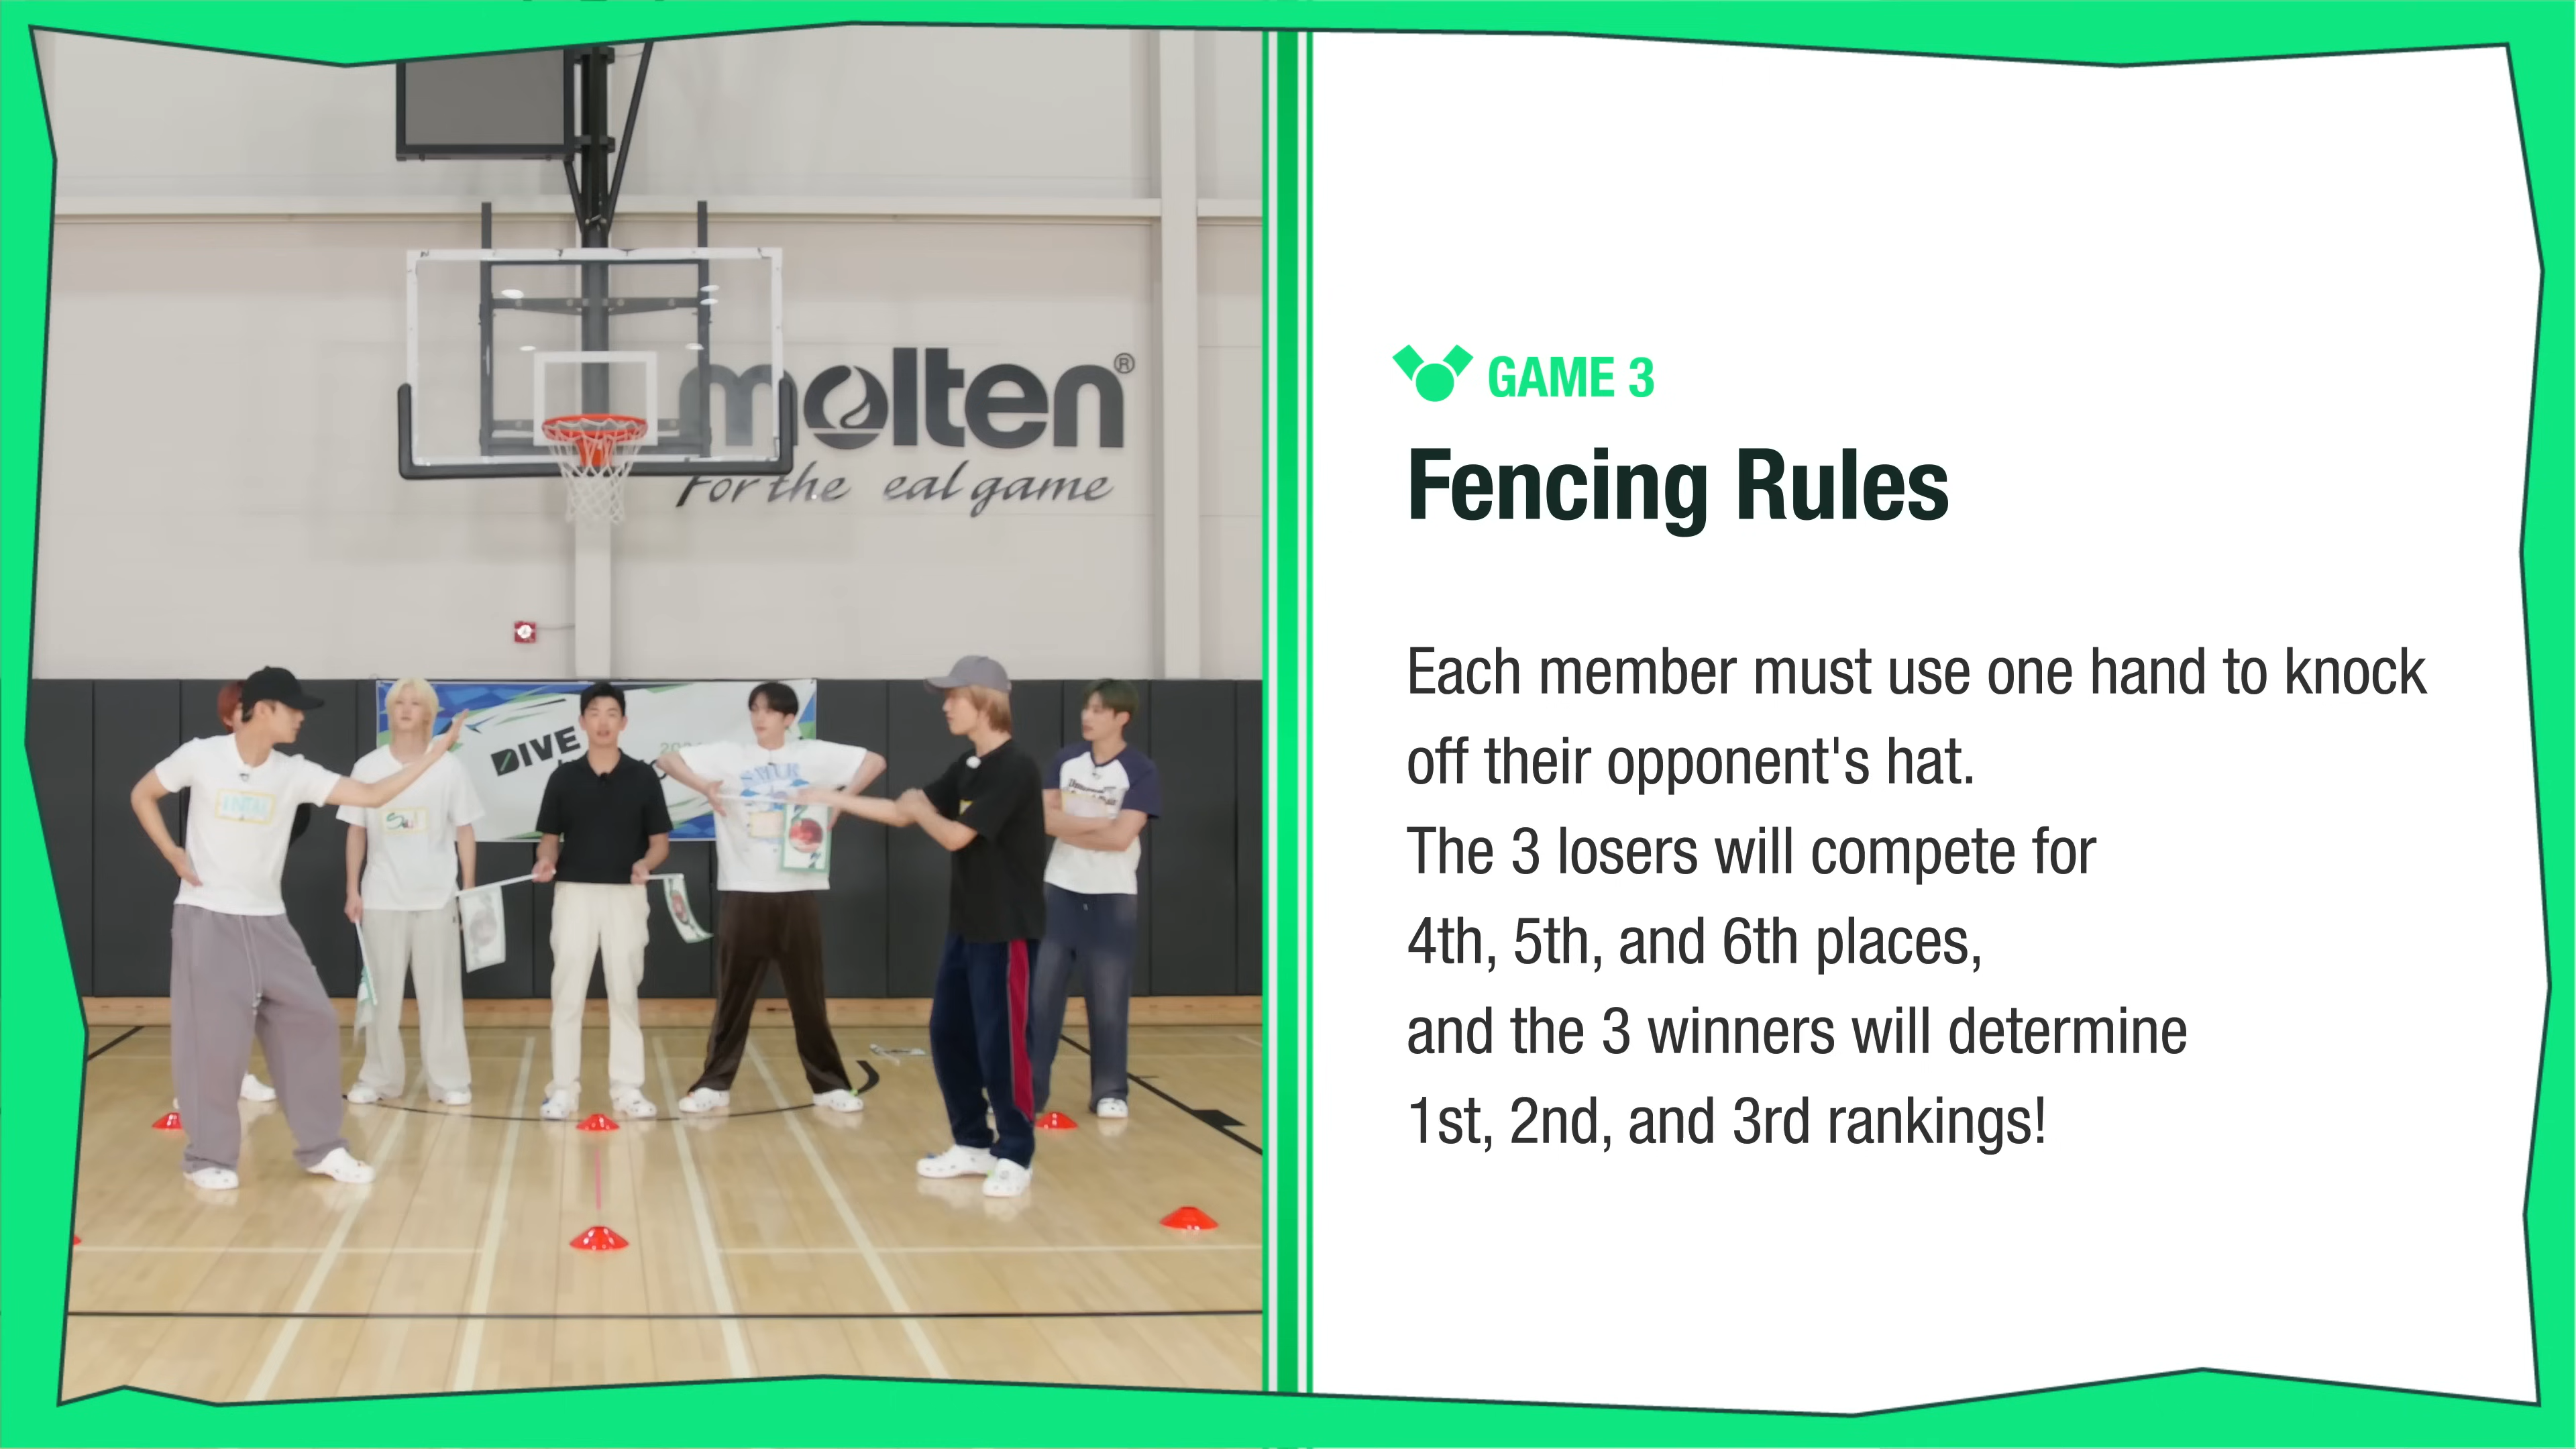 molten®
For the eal game
DIVE
GAME 3
Fencing Rules
Each member must use one hand to knock
off their opponent's hat.
The 3 losers will compete for
4th, 5th, and 6th places,
and the 3 winners will determine
1st, 2nd, and 3rd rankings!